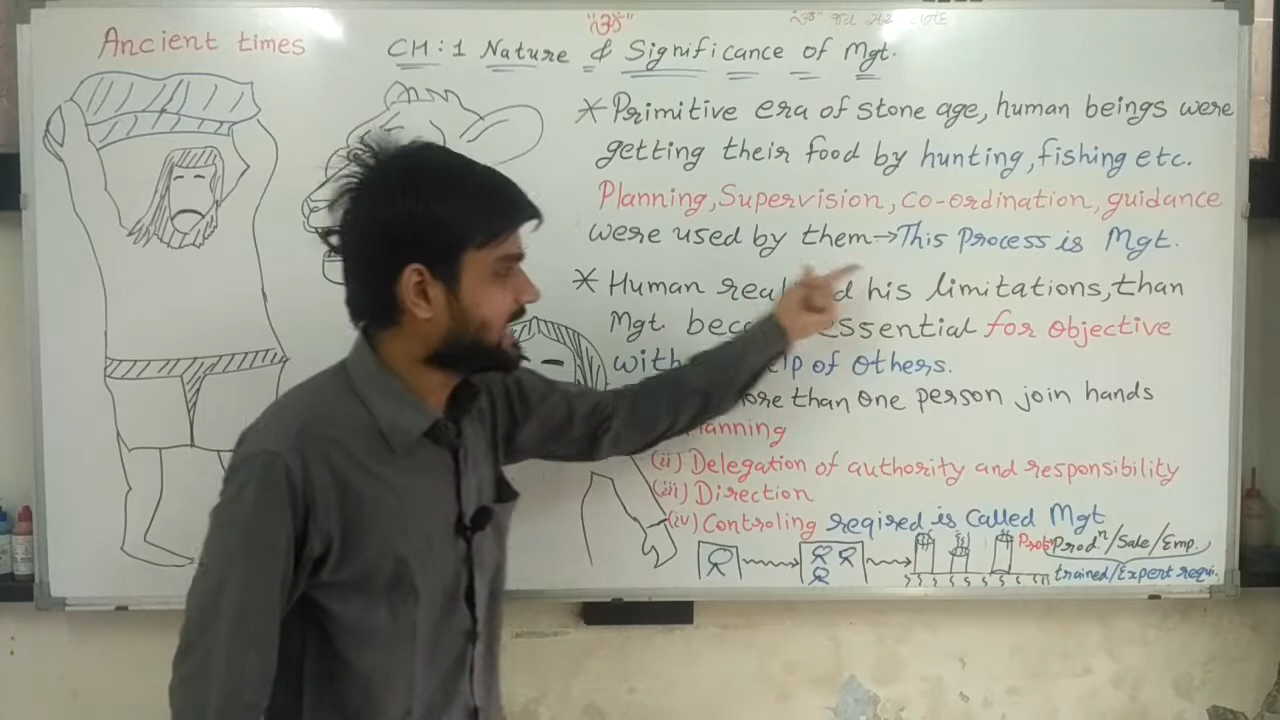 "ૐ"
Ancient times
CH: 1 Nature & Significance of Mgt.
* Primitive era of stone age, human beings were
getting their food by hunting, fishing etc.
Planning, Supervision, co-ordination, guidance
were used by them → This Process is Mgt.
* Human his limitations, than
Mgt. essential for objective
of others.
than one person join hands
(ii) Delegation of authority and responsibility
(iii) Direction
(iv) Controling reqired is Called Mgt
Prodⁿ/Sale/Emp.
trained/Expert requi.